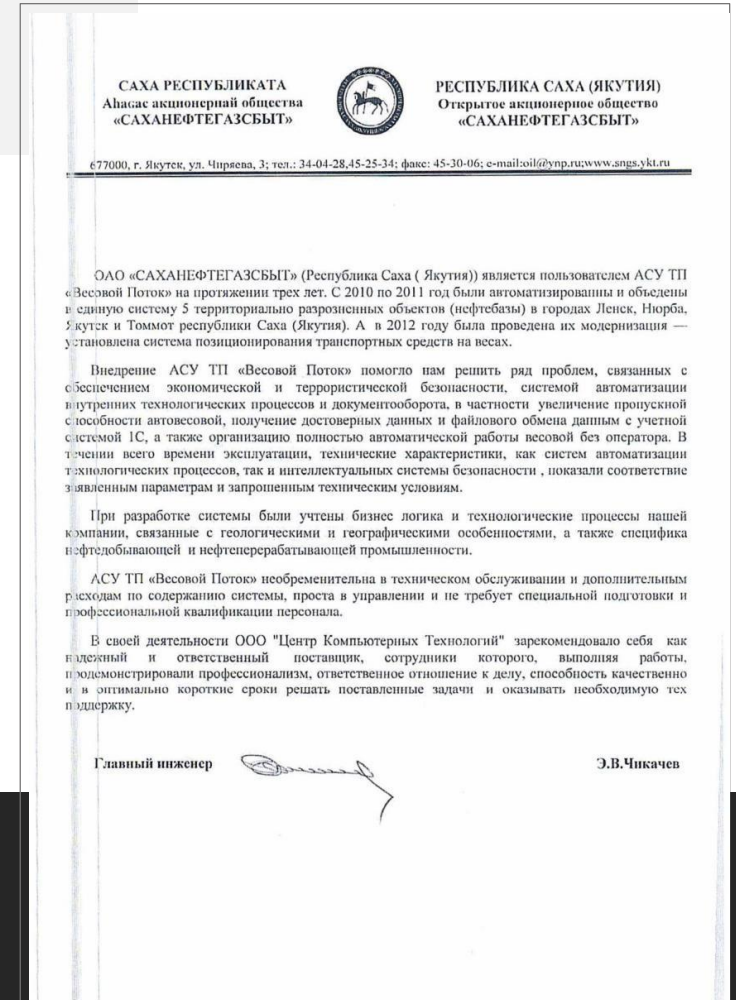 САХА РЕСПУБЛИКАТА
Аһаҕас акционернай общества
«САХАНЕФТЕГАЗСБЫТ»
РЕСПУБЛИКА САХА (ЯКУТИЯ)
Открытое акционерное общество
«САХАНЕФТЕГАЗСБЫТ»
677000, г. Якутск, ул. Чиряева, 3; тел.: 34-04-28,45-25-34; факс: 45-30-06; e-mail:oil@ynp.ru;www.sngs.ykt.ru
ОАО «САХАНЕФТЕГАЗСБЫТ» (Республика Саха ( Якутия)) является пользователем АСУ ТП
«Весовой Поток» на протяжении трех лет. С 2010 по 2011 год были автоматизированны и объедены
в единую систему 5 территориально разрозненных объектов (нефтебазы) в городах Ленск, Нюрба,
Якутск и Томмот республики Саха (Якутия). А в 2012 году была проведена их модернизация —
установлена система позиционирования транспортных средств на весах.
Внедрение АСУ ТП «Весовой Поток» помогло нам решить ряд проблем, связанных с
обеспечением экономической и террористической безопасности, системой автоматизации
внутренних технологических процессов и документооборота, в частности увеличение пропускной
способности автовесовой, получение достоверных данных и файлового обмена данным с учетной
системой 1С, а также организацию полностью автоматической работы весовой без оператора. В
течении всего времени эксплуатации, технические характеристики, как систем автоматизации
технологических процессов, так и интеллектуальных системы безопасности , показали соответствие
заявленным параметрам и запрошенным техническим условиям.
При разработке системы были учтены бизнес логика и технологические процессы нашей
компании, связанные с геологическими и географическими особенностями, а также специфика
нефтедобывающей и нефтеперерабатывающей промышленности.
АСУ ТП «Весовой Поток» необременительна в техническом обслуживании и дополнительным
расходам по содержанию системы, проста в управлении и не требует специальной подготовки и
профессиональной квалификации персонала.
В своей деятельности ООО "Центр Компьютерных Технологий" зарекомендовало себя как
надежный и ответственный поставщик, сотрудники которого, выполняя работы,
продемонстрировали профессионализм, ответственное отношение к делу, способность качественно
и в оптимально короткие сроки решать поставленные задачи и оказывать необходимую тех
поддержку.
Главный инженер
Э.В.Чикачев